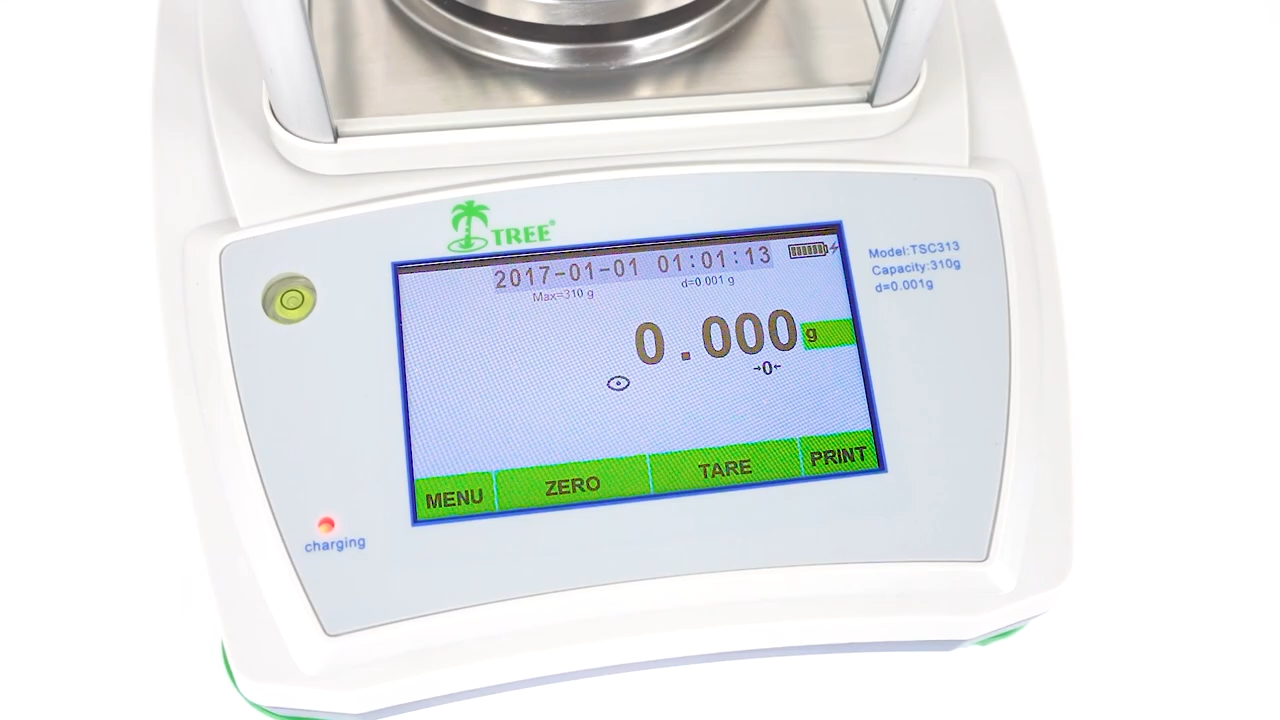 TREE®
2017-01-01 01:01:13
Max=310 g d=0.001 g
0.000 g
→0←
MENU ZERO TARE PRINT
Model:TSC313
Capacity:310g
d=0.001g
charging